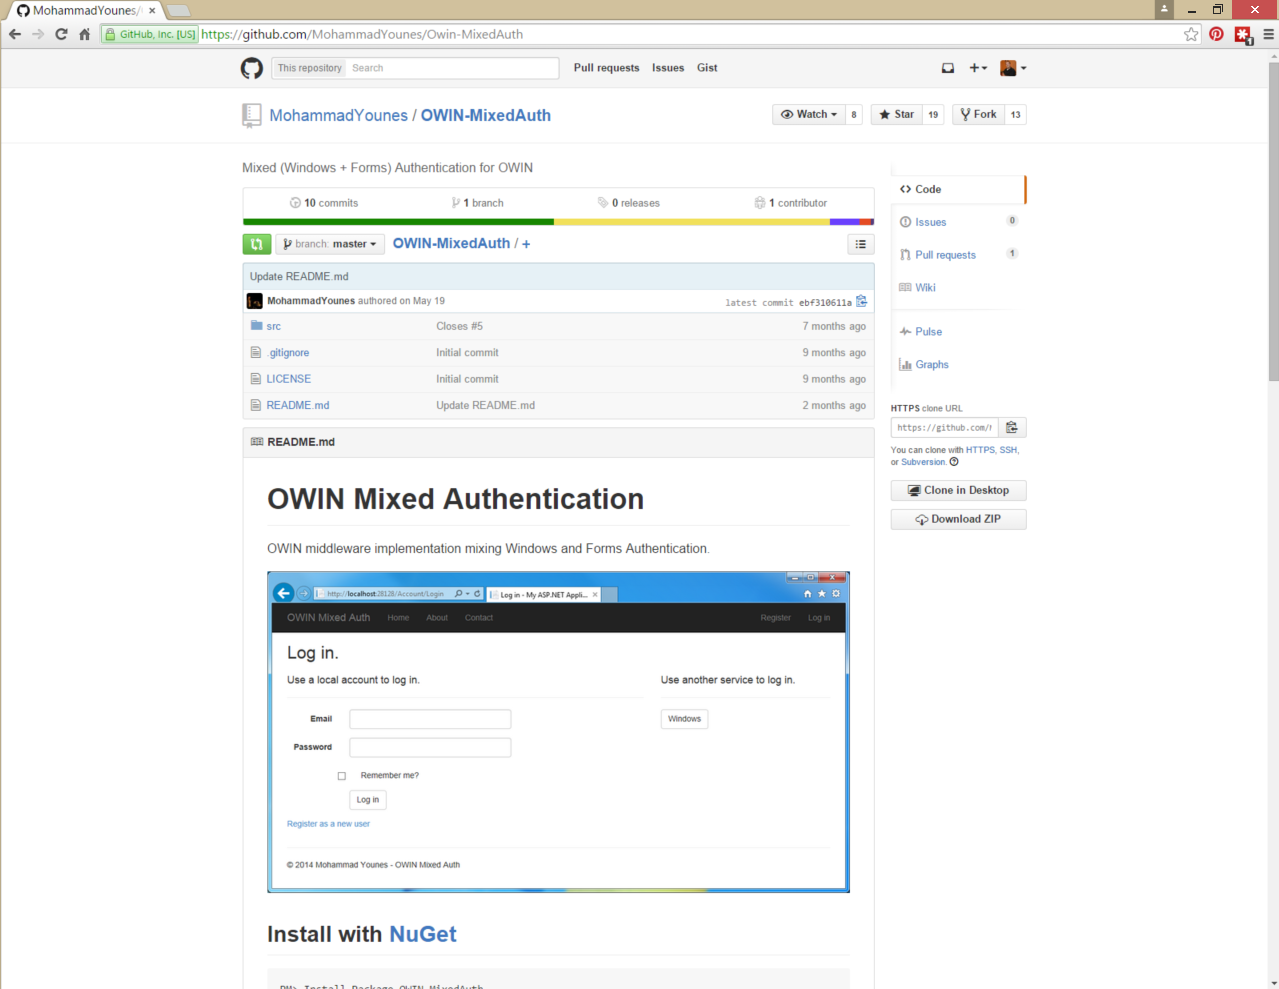 MohammadYounes/
GitHub, Inc. [US] https://github.com/MohammadYounes/Owin-MixedAuth
1
This repository Search Pull requests Issues Gist
MohammadYounes / OWIN-MixedAuth
Watch 8 Star 19 Fork 13
Mixed (Windows + Forms) Authentication for OWIN
10 commits 1 branch 0 releases 1 contributor
branch: master OWIN-MixedAuth / +
Update README.md
MohammadYounes authored on May 19 latest commit ebf310611a
src Closes #5 7 months ago
.gitignore Initial commit 9 months ago
LICENSE Initial commit 9 months ago
README.md Update README.md 2 months ago
Code
Issues 0
Pull requests 1
Wiki
Pulse
Graphs
HTTPS clone URL
https://github.com/
You can clone with HTTPS, SSH,
or Subversion.
Clone in Desktop
Download ZIP
README.md
OWIN Mixed Authentication
OWIN middleware implementation mixing Windows and Forms Authentication.
http://localhost:28128/Account/Login Log in - My ASP.NET Appli...
OWIN Mixed Auth Home About Contact Register Log in
Log in.
Use a local account to log in. Use another service to log in.
Email Windows
Password
Remember me?
Log in
Register as a new user
© 2014 Mohammad Younes - OWIN Mixed Auth
Install with NuGet
PM> Install-Package OWIN-MixedAuth